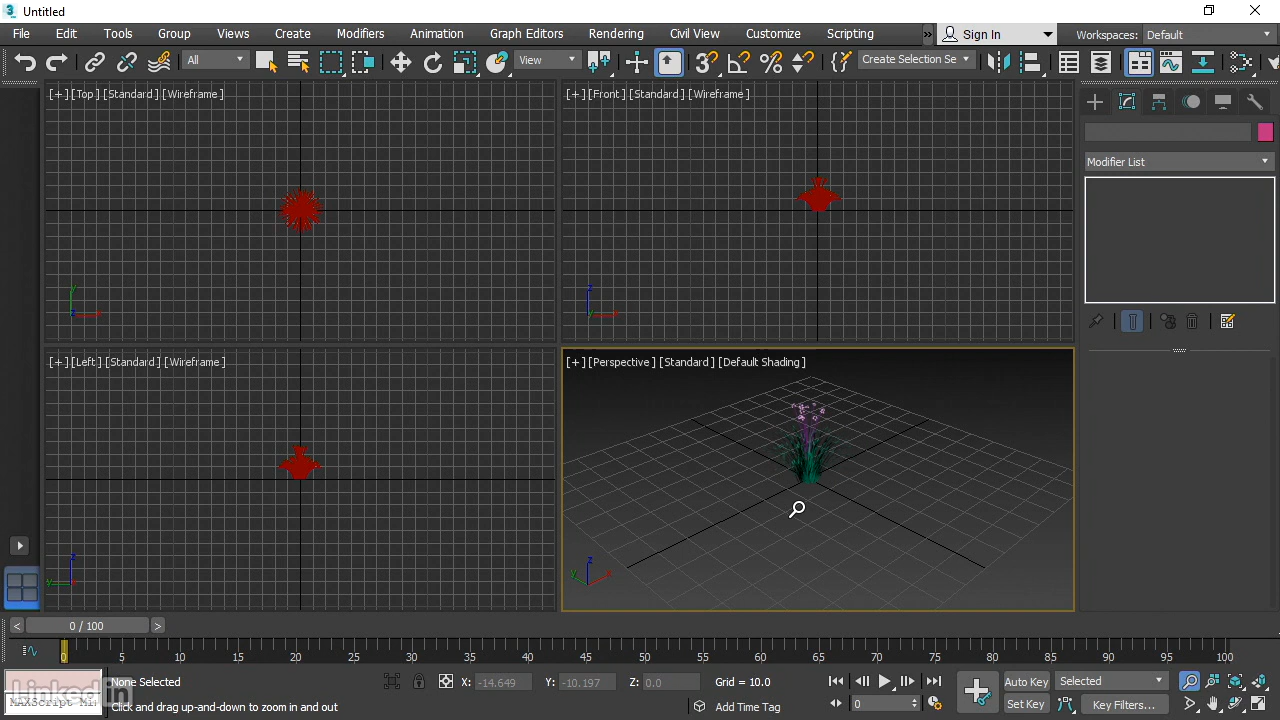 Untitled
File Edit Tools Group Views Create Modifiers Animation Graph Editors Rendering Civil View Customize Scripting » Sign In Workspaces: Default
All View 3 Create Selection Se
[+] [Top] [Standard] [Wireframe]
[+] [Front] [Standard] [Wireframe]
Modifier List
y z x
z y x
[+] [Left] [Standard] [Wireframe]
[+] [Perspective] [Standard] [Default Shading]
z y x
z y x
< 0 / 100 >
0 5 10 15 20 25 30 35 40 45 50 55 60 65 70 75 80 85 90 95 100
None Selected X: -14.649 Y: -10.197 Z: 0.0 Grid = 10.0 Auto Key Selected
Linked in
MAXScript Mi
Click and drag up-and-down to zoom in and out Add Time Tag 0 Set Key Key Filters...